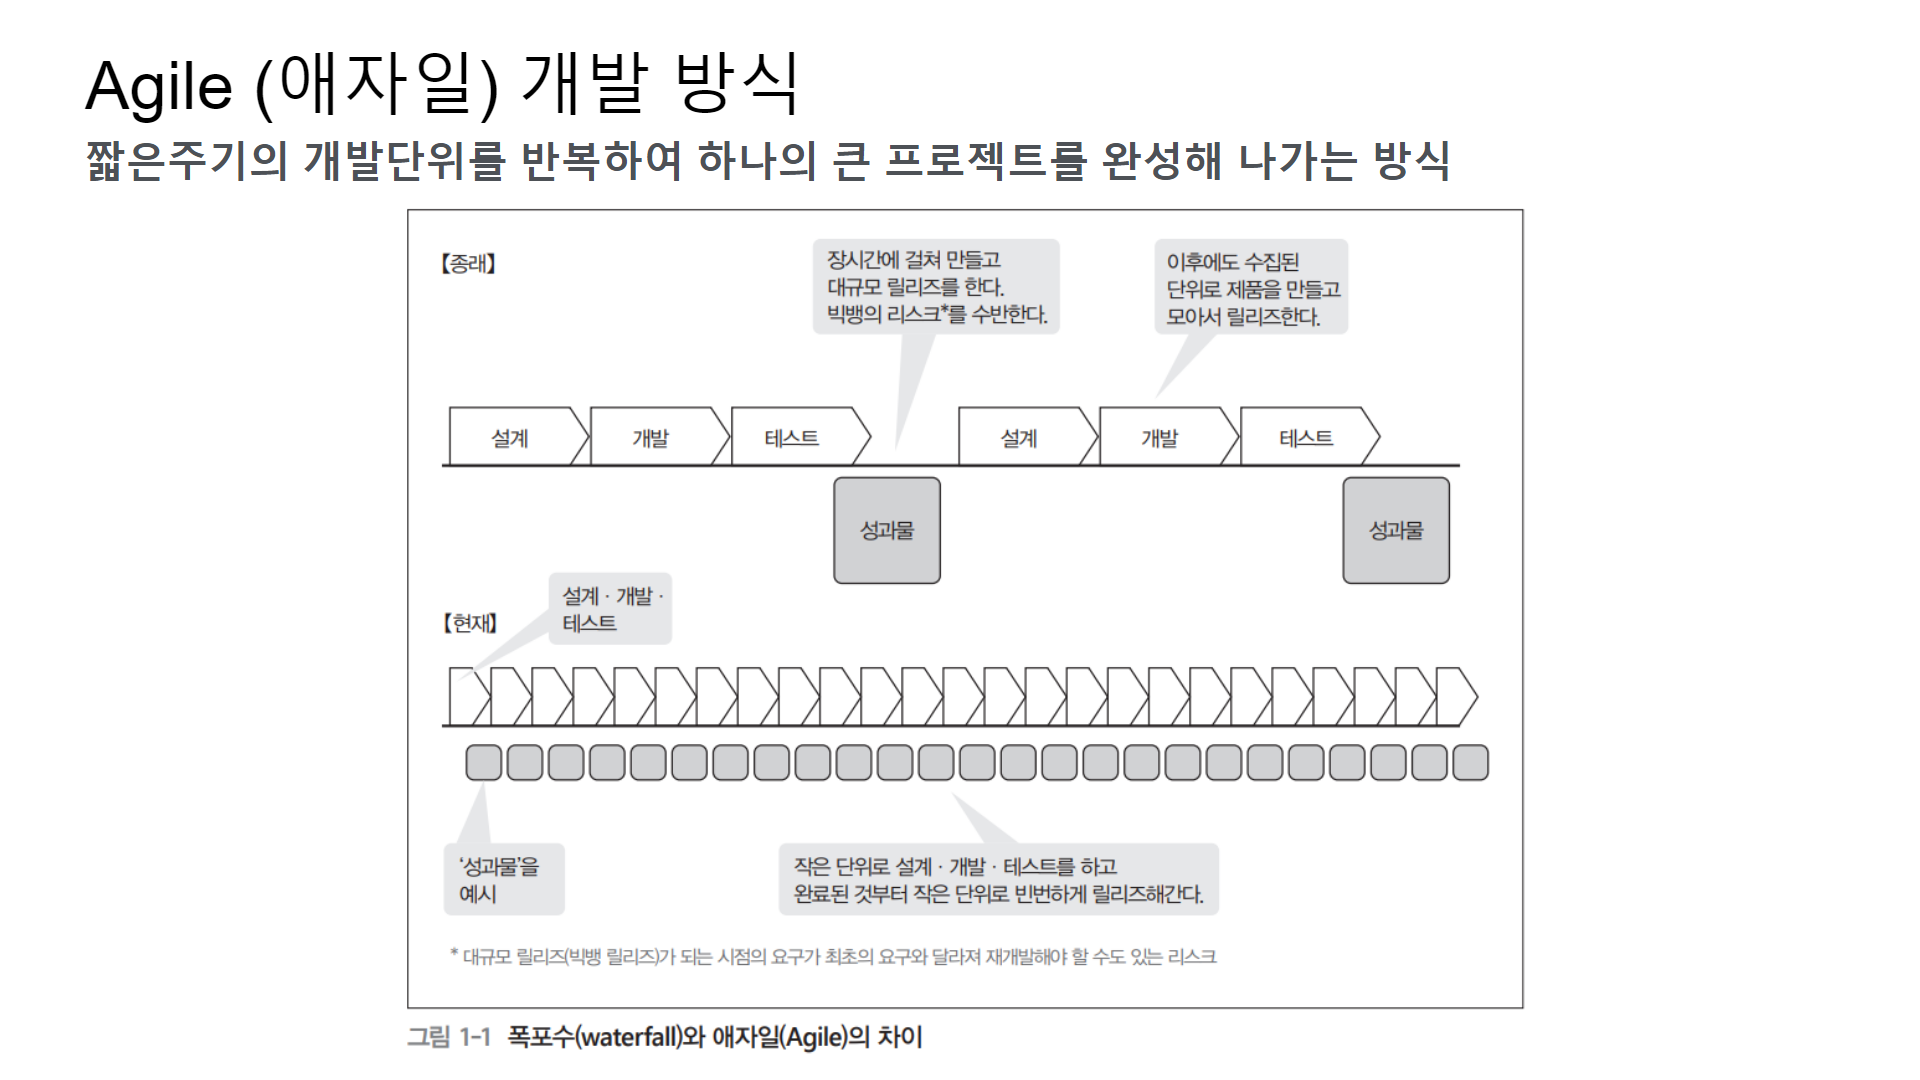 Agile (애자일) 개발 방식
짧은주기의 개발단위를 반복하여 하나의 큰 프로젝트를 완성해 나가는 방식
【종래】
장시간에 걸쳐 만들고
대규모 릴리즈를 한다.
빅뱅의 리스크*를 수반한다.
이후에도 수집된
단위로 제품을 만들고
모아서 릴리즈한다.
설계
개발
테스트
설계
개발
테스트
성과물
성과물
설계 · 개발 ·
테스트
【현재】
‘성과물’을
예시
작은 단위로 설계 · 개발 · 테스트를 하고
완료된 것부터 작은 단위로 빈번하게 릴리즈해간다.
* 대규모 릴리즈(빅뱅 릴리즈)가 되는 시점의 요구가 최초의 요구와 달라져 재개발해야 할 수도 있는 리스크
그림 1-1 폭포수(waterfall)와 애자일(Agile)의 차이